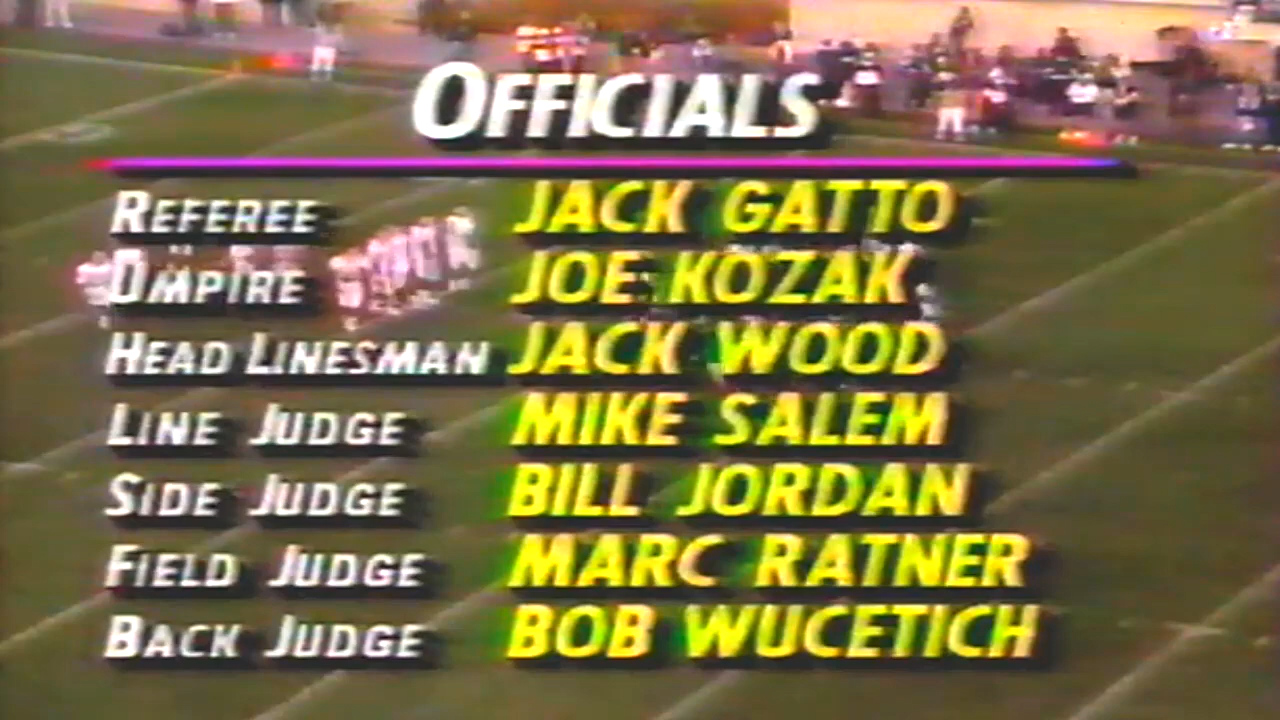 OFFICIALS
REFEREE JACK GATTO
UMPIRE JOE KOZAK
HEAD LINESMAN JACK WOOD
LINE JUDGE MIKE SALEM
SIDE JUDGE BILL JORDAN
FIELD JUDGE MARC RATNER
BACK JUDGE BOB WUCETICH